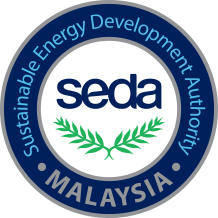 Sustainable Energy Development Authority
seda
• MALAYSIA •